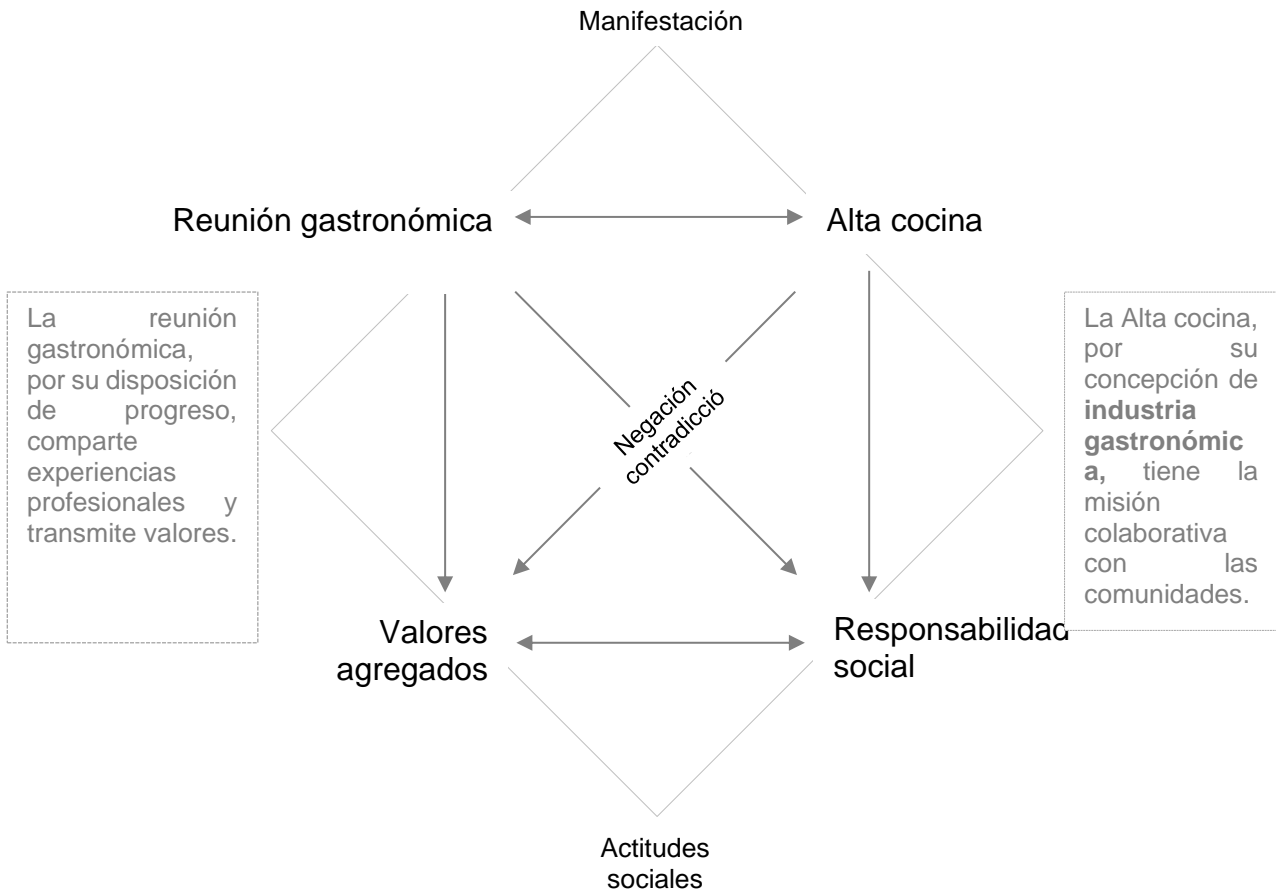 Manifestación
Reunión gastronómica
Alta cocina
La reunión
gastronómica,
por su disposición
de progreso,
comparte
experiencias
profesionales y
transmite valores.
Negación
contradicció
La Alta cocina,
por su
concepción de
industria
gastronómic
a, tiene la
misión
colaborativa
con las
comunidades.
Valores
agregados
Responsabilidad
social
Actitudes
sociales